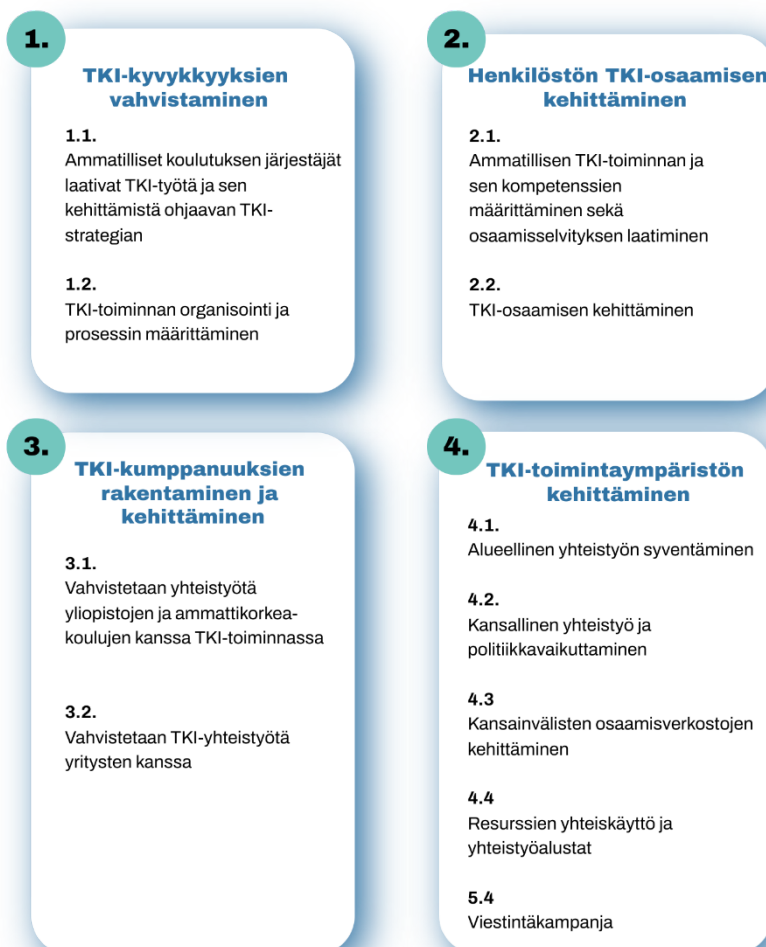 1.
TKI-kyvykkyyksien
vahvistaminen
1.1.
Ammatilliset koulutuksen järjestäjät
laativat TKI-työtä ja sen
kehittämistä ohjaavan TKI-
strategian
1.2.
TKI-toiminnan organisointi ja
prosessin määrittäminen
2.
Henkilöstön TKI-osaamisen
kehittäminen
2.1.
Ammatillisen TKI-toiminnan ja
sen kompetenssien
määrittäminen sekä
osaamisselvityksen laatiminen
2.2.
TKI-osaamisen kehittäminen
3.
TKI-kumppanuuksien
rakentaminen ja
kehittäminen
3.1.
Vahvistetaan yhteistyötä
yliopistojen ja ammattikorkea-
koulujen kanssa TKI-toiminnassa
3.2.
Vahvistetaan TKI-yhteistyötä
yritysten kanssa
4.
TKI-toimintaympäristön
kehittäminen
4.1.
Alueellinen yhteistyön syventäminen
4.2.
Kansallinen yhteistyö ja
politiikkavaikuttaminen
4.3
Kansainvälisten osaamisverkostojen
kehittäminen
4.4
Resurssien yhteiskäyttö ja
yhteistyöalustat
5.4
Viestintäkampanja